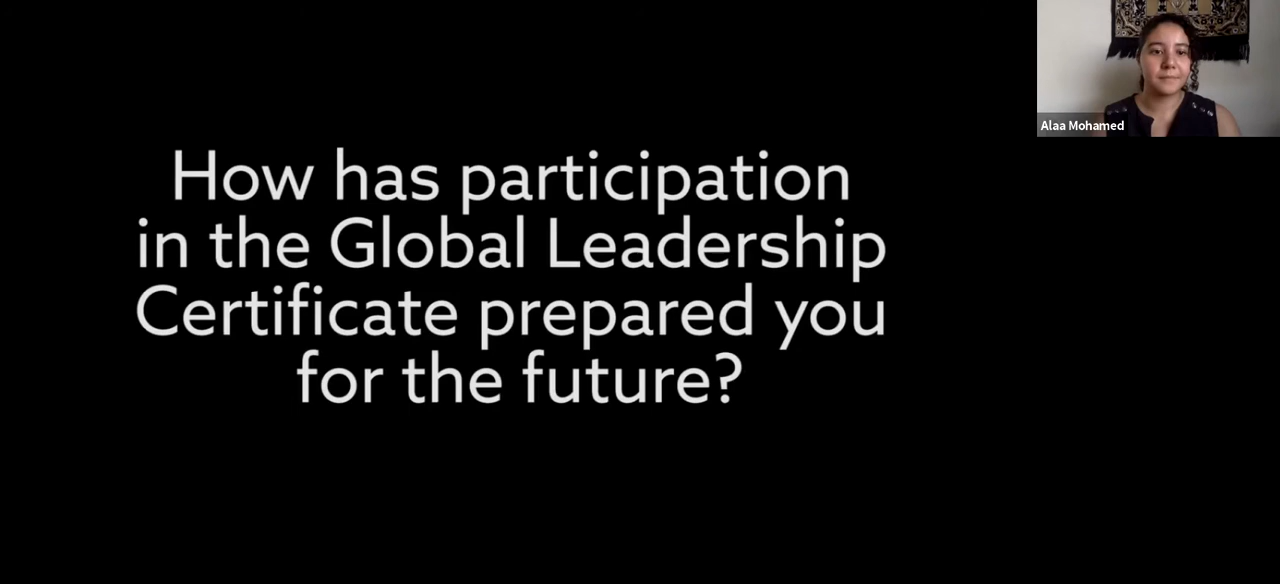 How has participation
in the Global Leadership
Certificate prepared you
for the future?
Alaa Mohamed